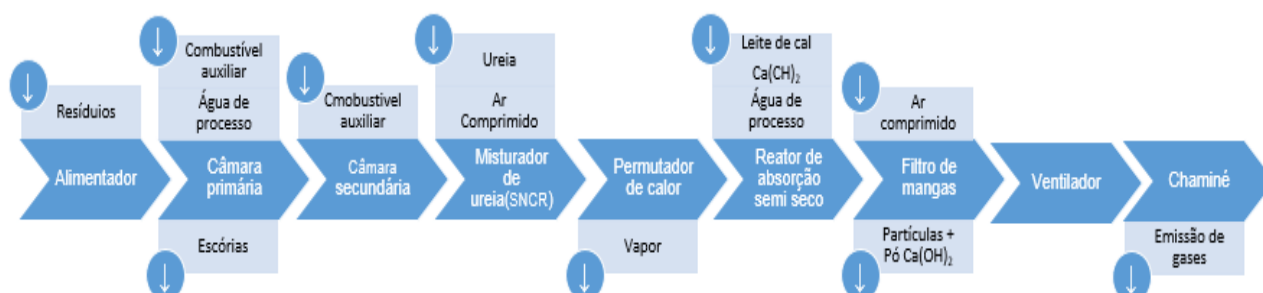 Resíduios
Alimentador
Combustível
auxiliar
Água de
processo
Câmara
primária
Escórias
Cmobustivel
auxiliar
Câmara
secundária
Ureia
Ar
Comprimido
Misturador
de
ureia(SNCR)
Permutador
de calor
Vapor
Leite de cal
Ca(CH)₂
Água de
processo
Reator de
absorção
semi séco
Ar
comprimido
Filtro de
mangas
Partículas +
Pó Ca(OH)₂
Ventilador
Chaminé
Emissão de
gases